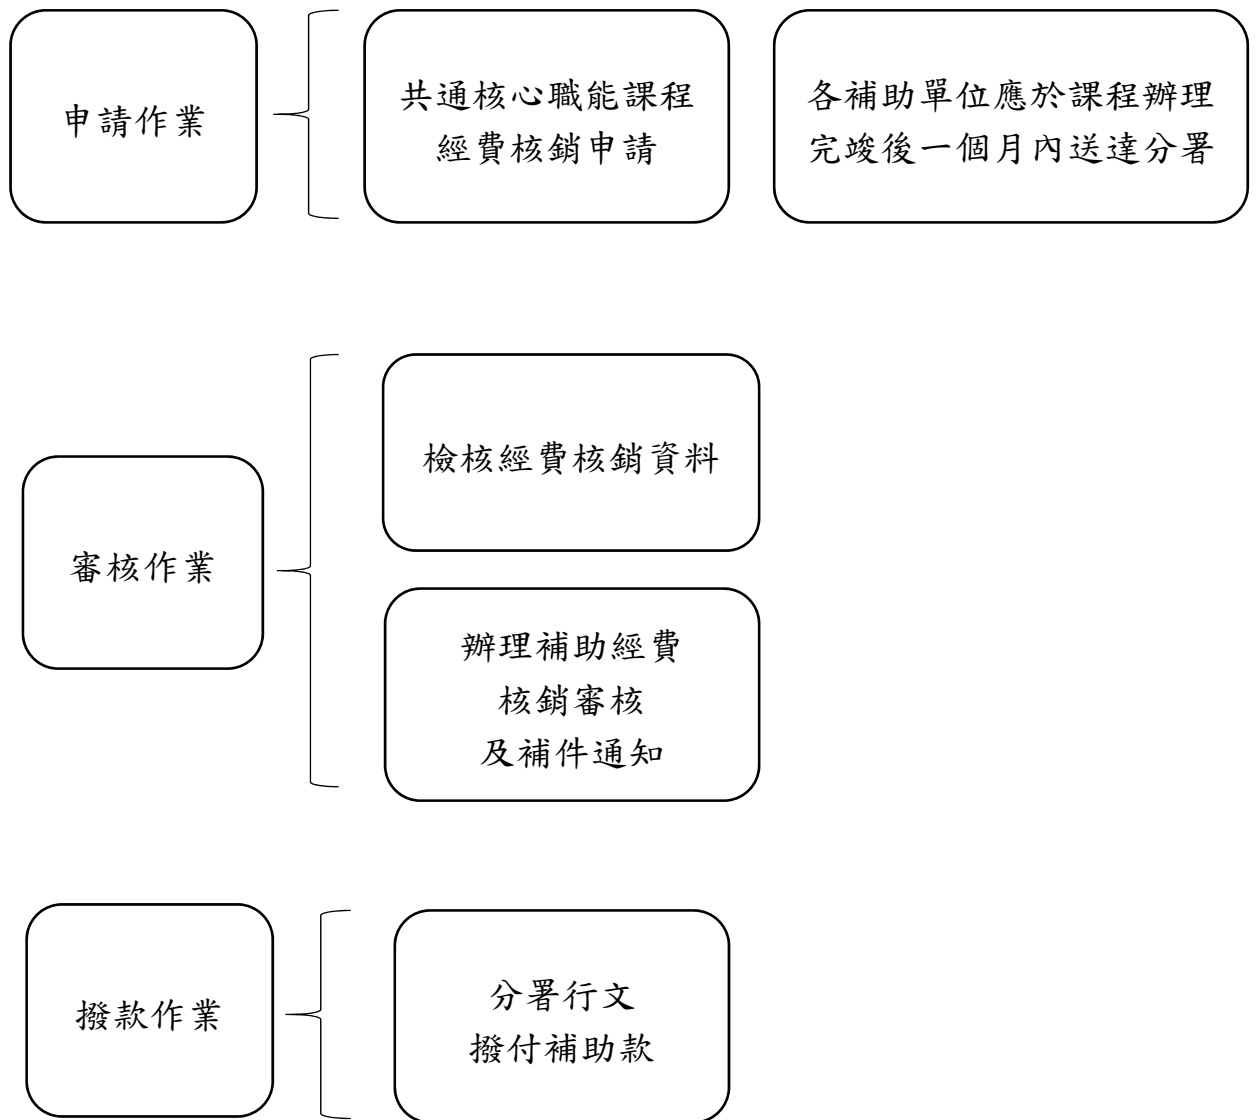 申請作業
共通核心職能課程
經費核銷申請
各補助單位應於課程辦理
完竣後一個月內送達分署
審核作業
檢核經費核銷資料
辦理補助經費
核銷審核
及補件通知
撥款作業
分署行文
撥付補助款